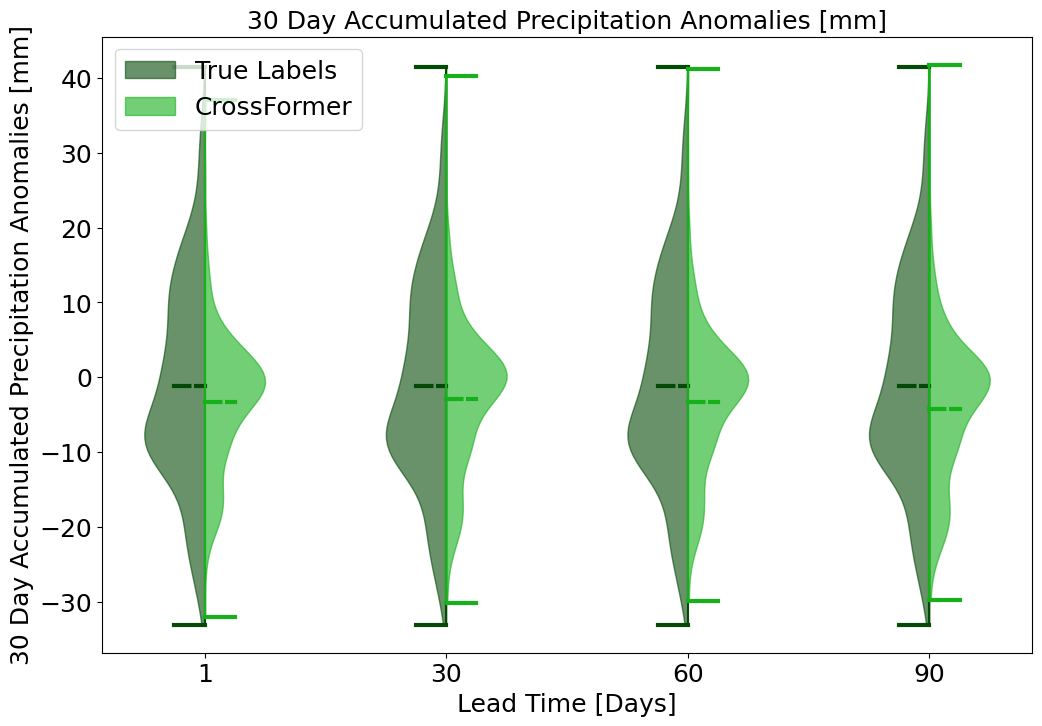 30 Day Accumulated Precipitation Anomalies [mm]
30 Day Accumulated Precipitation Anomalies [mm]
True Labels
CrossFormer
40
30
20
10
0
−10
−20
−30
1 30 60 90
Lead Time [Days]